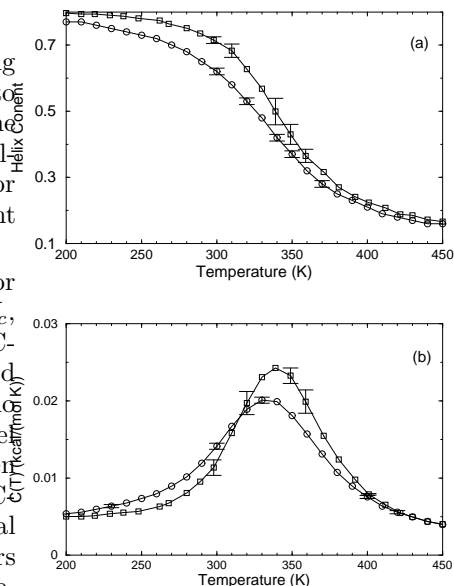 (a)
0.7
0.5
0.3
0.1
Helix Conent
200 250 300 350 400 450
Temperature (K)
(b)
0.03
0.02
0.01
0
C(T) (kcal/(mol K)
200 250 300 350 400 450
Temperature (K)